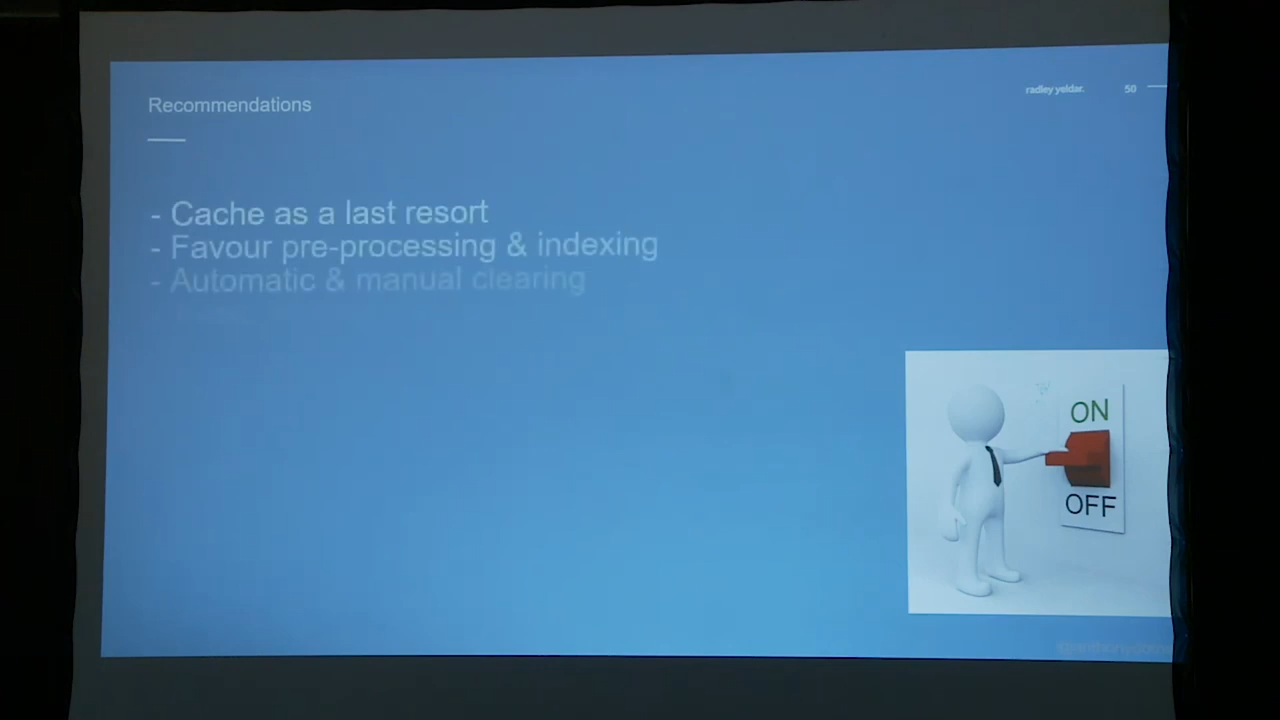 Recommendations
radley yeldar.
50
- Cache as a last resort
- Favour pre-processing & indexing
- Automatic & manual clearing
ON
OFF